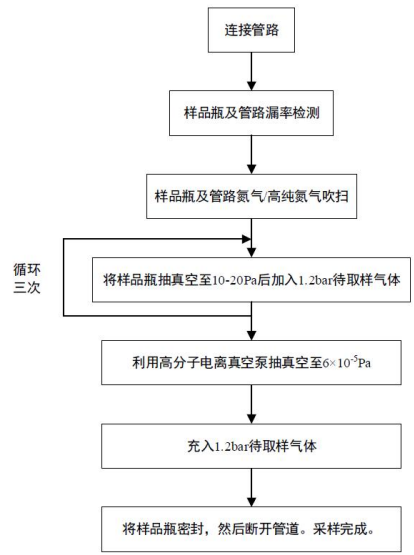 连接管路
样品瓶及管路漏率检测
样品瓶及管路氮气/高纯氮气吹扫
循环
三次
将样品瓶抽真空至10-20Pa后加入1.2bar待取样气体
利用高分子电离真空泵抽真空至6×10⁻⁵Pa
充入1.2bar待取样气体
将样品瓶密封，然后断开管道。采样完成。